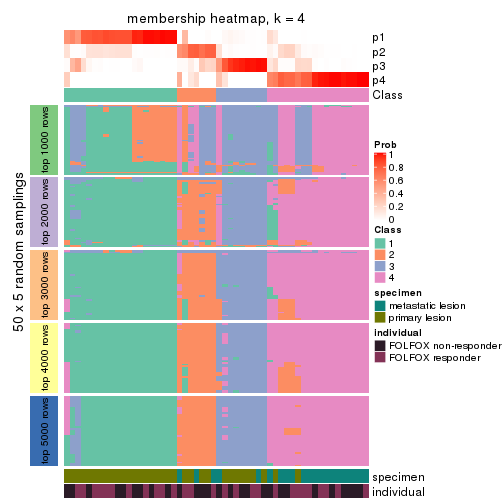 membership heatmap, k = 4
p1
p2
p3
p4
Class
50 x 5 random samplings
top 1000 rows
top 2000 rows
top 3000 rows
top 4000 rows
top 5000 rows
specimen
individual
Prob
1
0.8
0.6
0.4
0.2
0
Class
1
2
3
4
specimen
metastatic lesion
primary lesion
individual
FOLFOX non-responder
FOLFOX responder